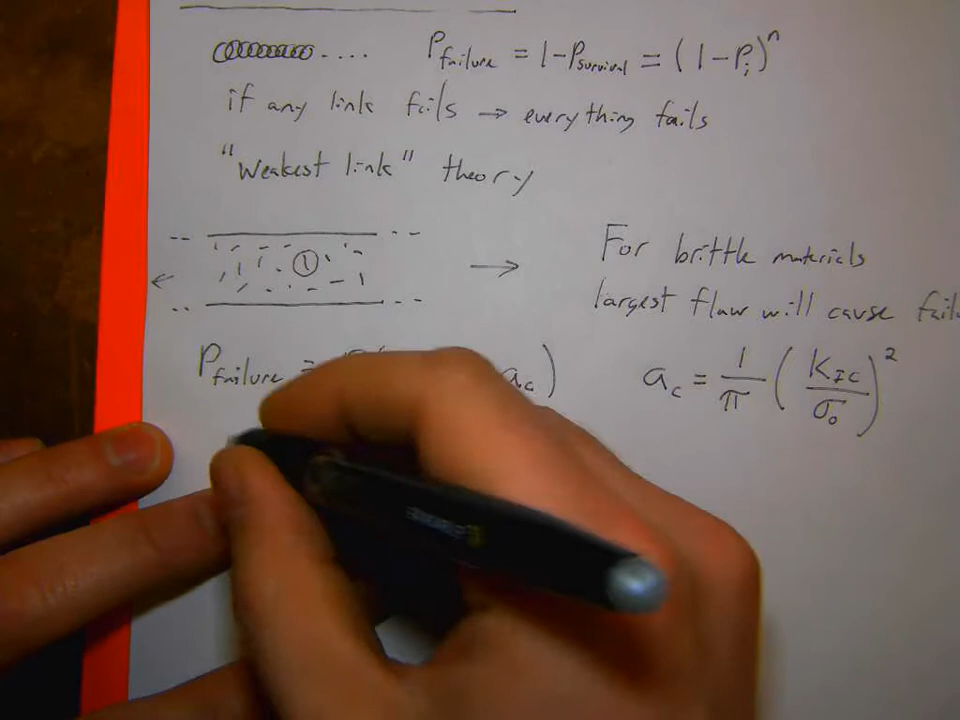 P_failure = 1 - P_survival = (1 - P_i)^n
if any link fails → everything fails
"Weakest link" theory
①
→ For brittle materials
largest flaw will cause
P_failure = a_c)
a_c = 1/π (K_IC/σ_o)^2